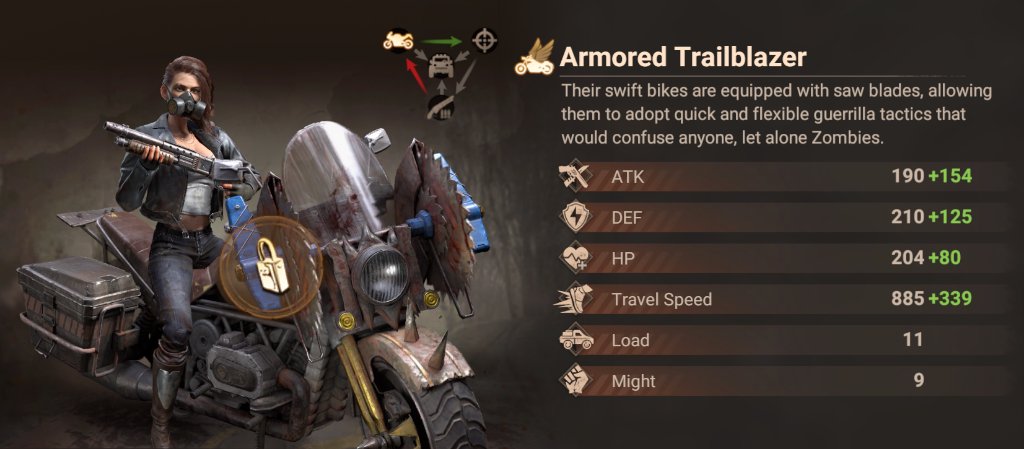 Armored Trailblazer
Their swift bikes are equipped with saw blades, allowing
them to adopt quick and flexible guerrilla tactics that
would confuse anyone, let alone Zombies.
ATK 190 +154
DEF 210 +125
HP 204 +80
Travel Speed 885 +339
Load 11
Might 9